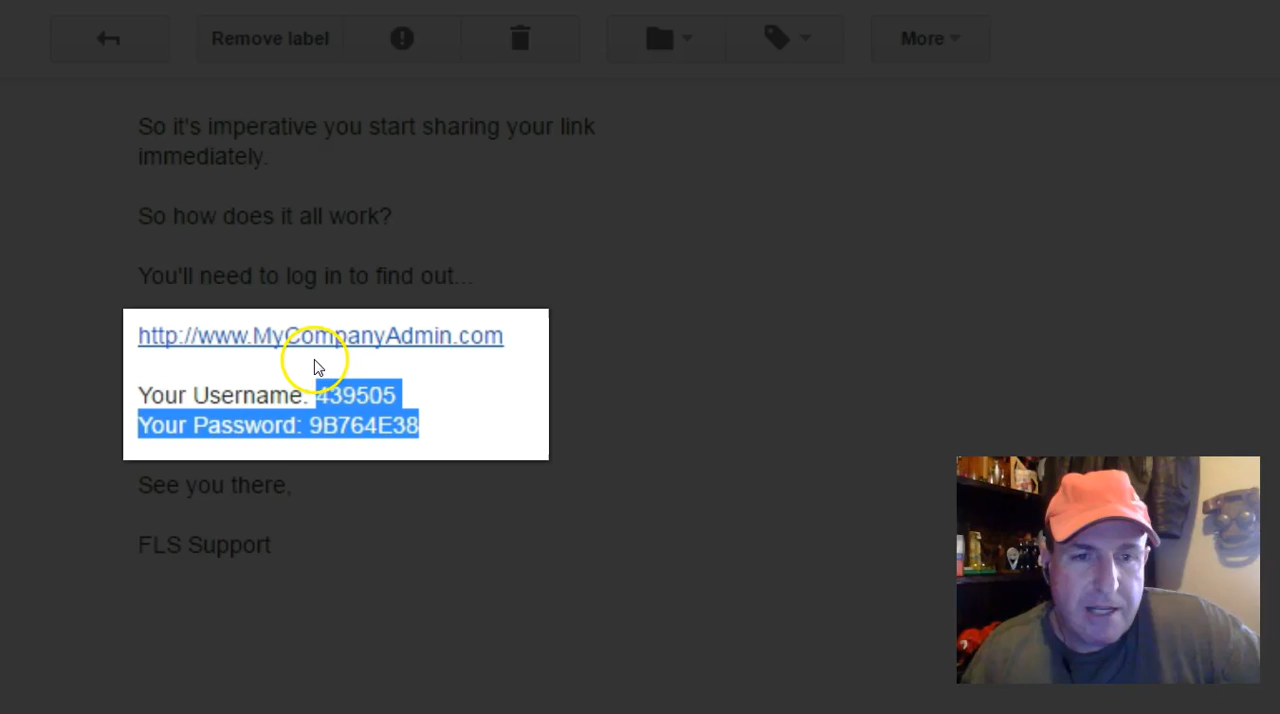 Remove label
More
So it's imperative you start sharing your link
immediately.
So how does it all work?
You'll need to log in to find out...
http://www.MyCompanyAdmin.com
Your Username: 439505
Your Password: 9B764E38
See you there,
FLS Support